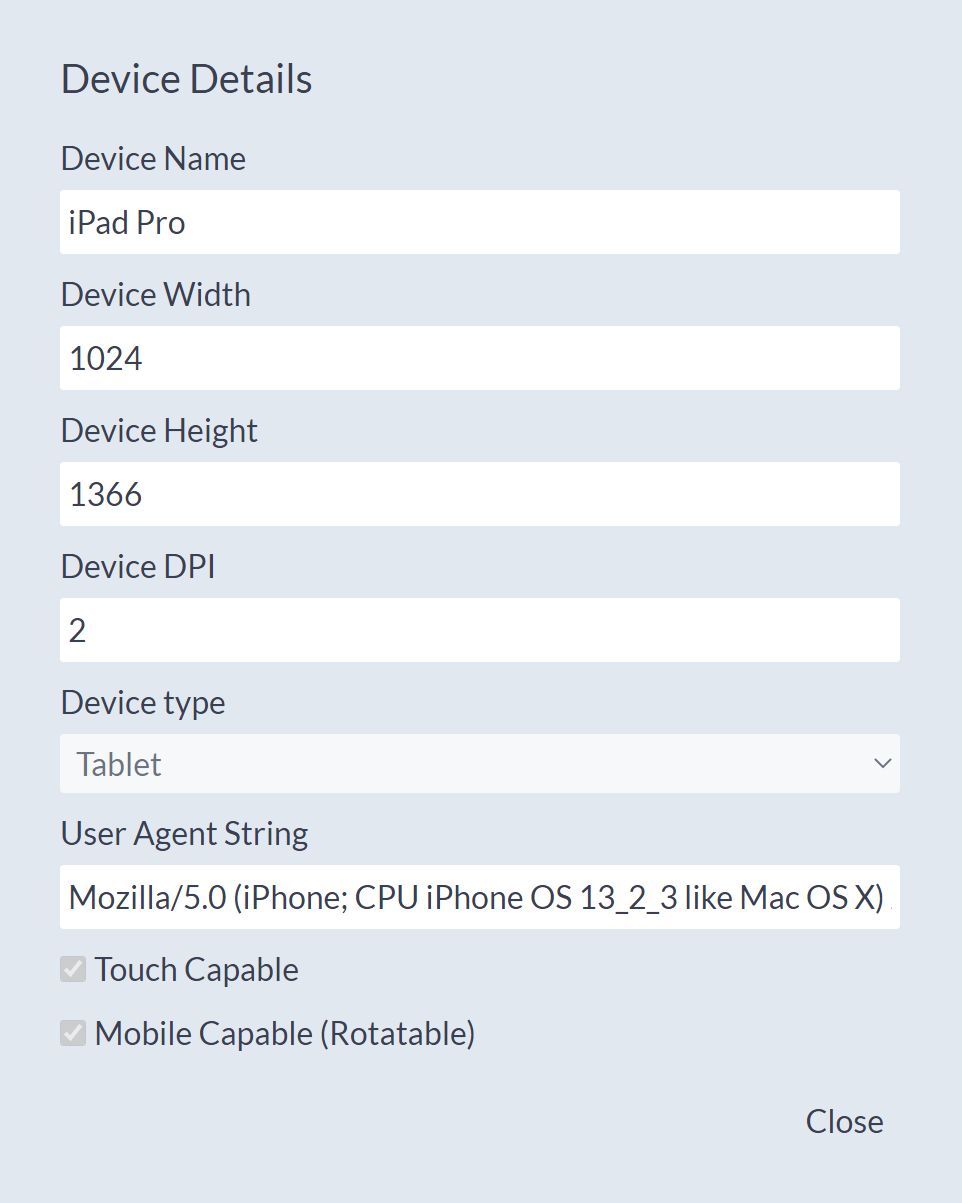 Device Details
Device Name
iPad Pro
Device Width
1024
Device Height
1366
Device DPI
2
Device type
Tablet
User Agent String
Mozilla/5.0 (iPhone; CPU iPhone OS 13_2_3 like Mac OS X)
Touch Capable
Mobile Capable (Rotatable)
Close